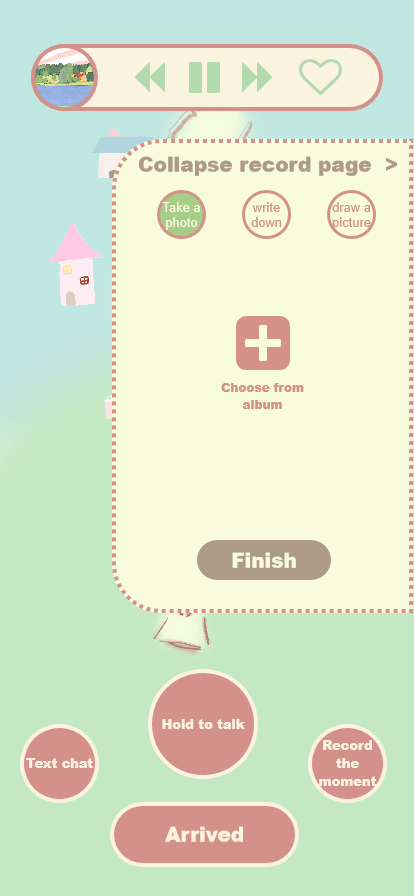 Collapse record page >
Take a
photo
write
down
draw a
picture
Choose from
album
Finish
Hold to talk
Text chat
Record
the
moment
Arrived